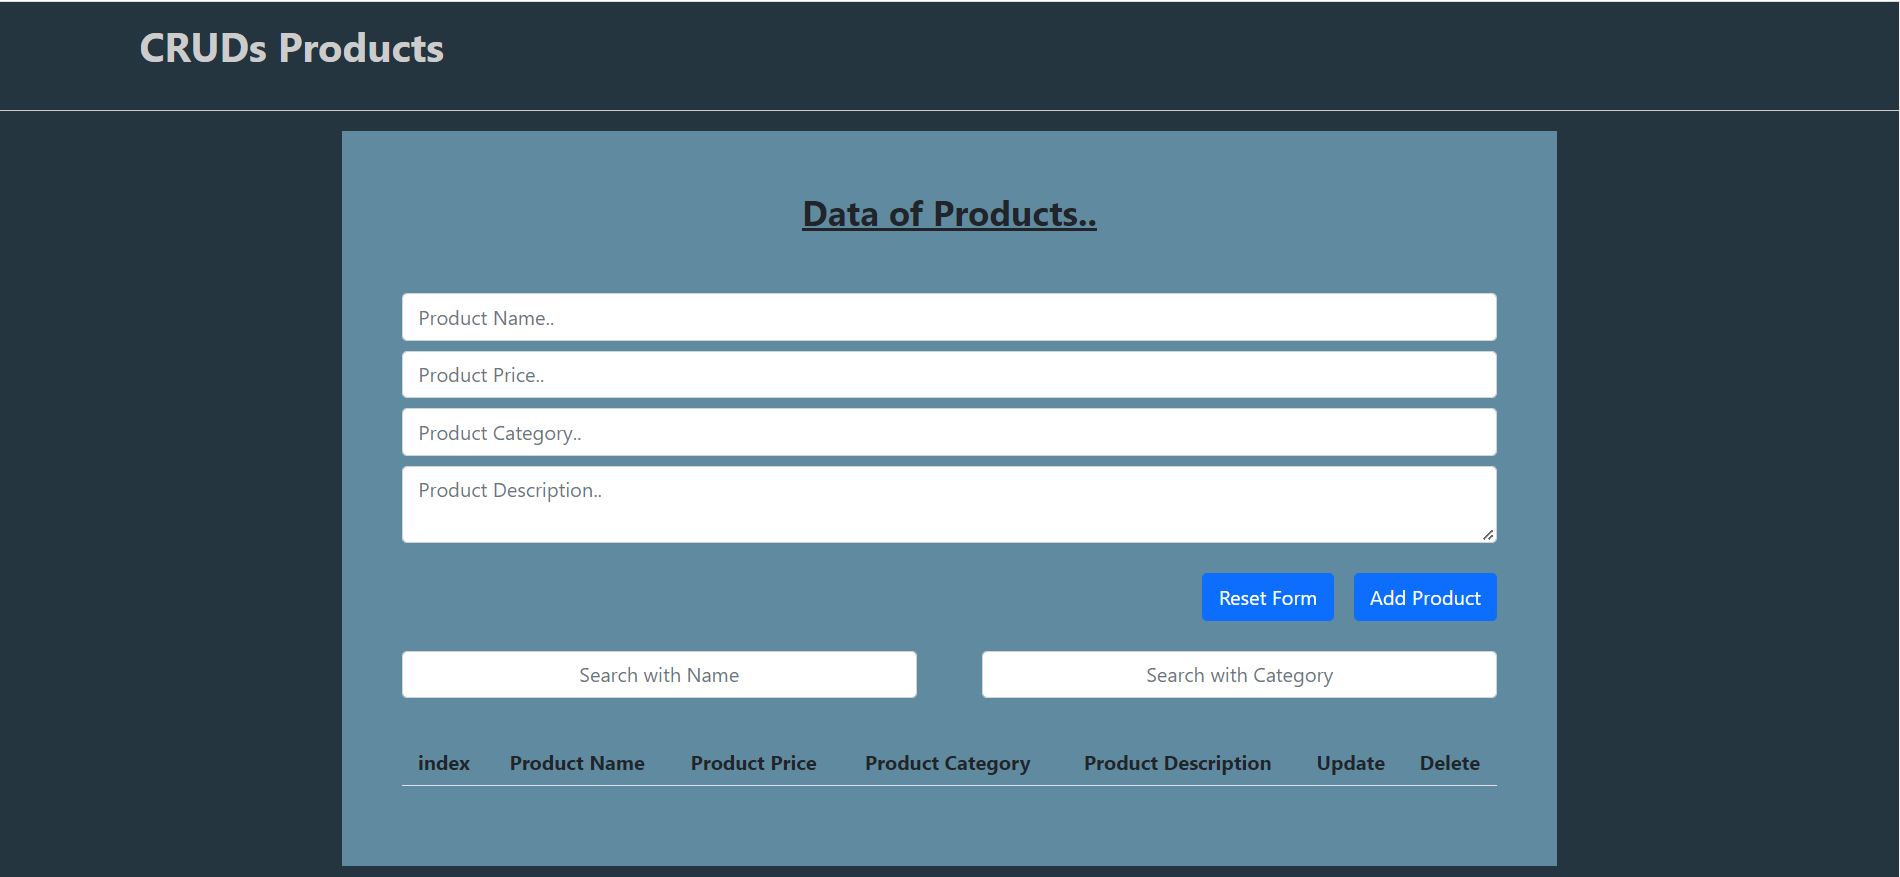 CRUDs Products
Data of Products..
Product Name..
Product Price..
Product Category..
Product Description..
Reset Form Add Product
Search with Name Search with Category
index Product Name Product Price Product Category Product Description Update Delete